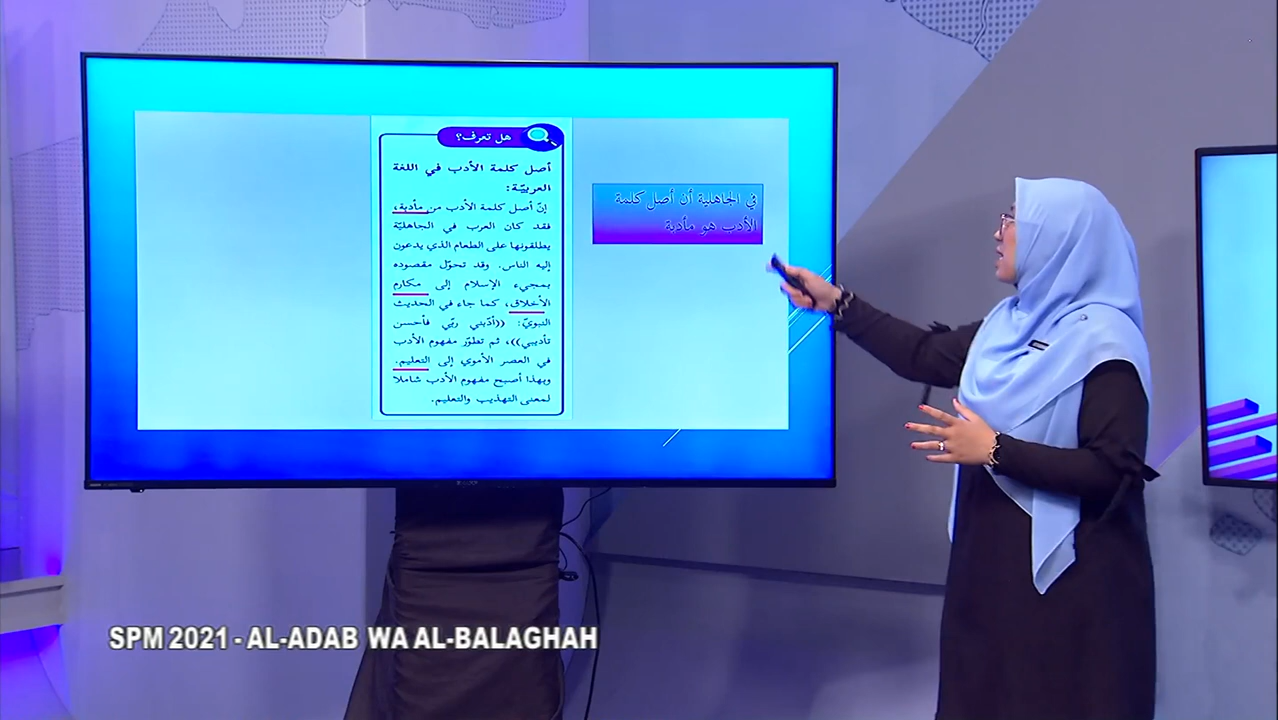 هل تعرف؟
أصل كلمة الأدب في اللغة
العربيّة:
إنّ أصل كلمة الأدب من مأدبة،
فقد كان العرب في الجاهليّة
يطلقونها على الطعام الذي يدعون
إليه الناس. وقد تحوّل مقصوده
بمجيء الإسلام إلى مكارم
الأخلاق، كما جاء في الحديث
النبويّ: ((أدّبني ربّي فأحسن
تأديبي))، ثم تطوّر مفهوم الأدب
في العصر الأموي إلى التعليم.
وبهذا أصبح مفهوم الأدب شاملا
لمعنى التهذيب والتعليم.
في الجاهلية أن أصل كلمة
الأدب هو مأدبة
SPM 2021 - AL-ADAB WA AL-BALAGHAH